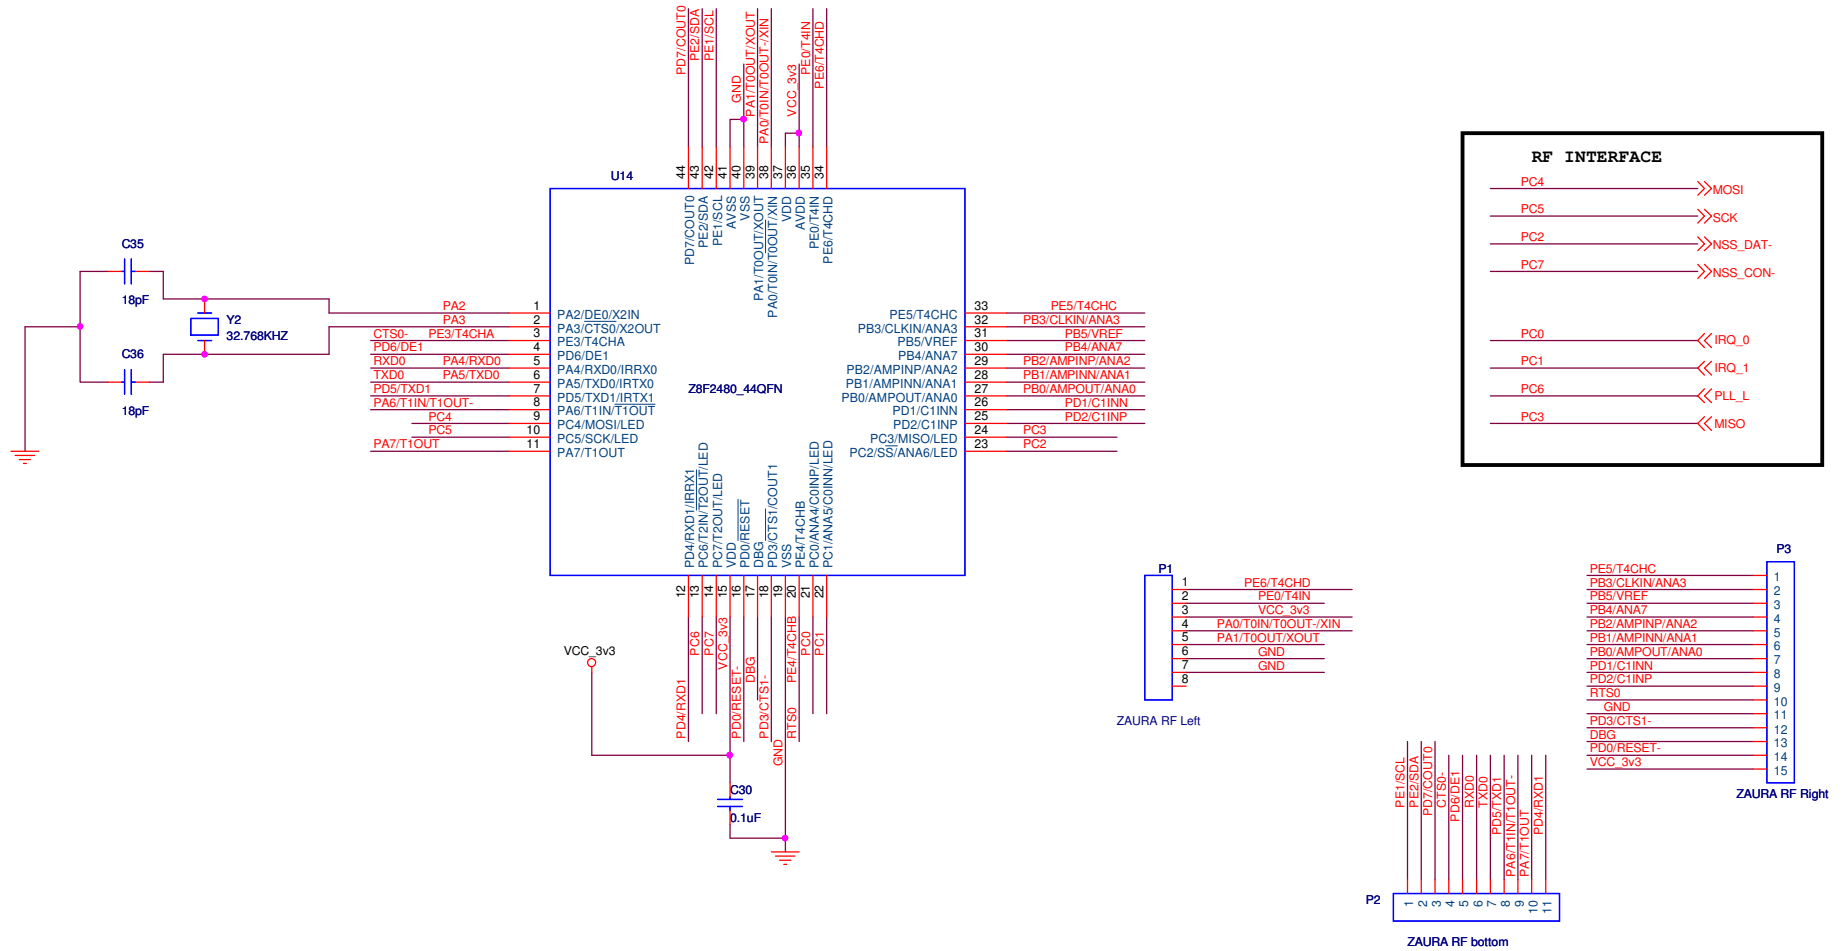 PD7/COUT0
PE2/SDA
PE1/SCL
GND
PA1/T0OUT/XOUT
PA0/T0IN/T0OUT-/XIN
VCC_3v3
PE0/T4IN
PE6/T4CHD
44
43
42
41
40
39
38
37
36
35
34
U14
PD7/COUT0
PE2/SDA
PE1/SCL
AVSS
VSS
PA1/T0OUT/XOUT
PA0/T0IN/T0OUT/XIN
VDD
AVDD
PE0/T4IN
PE6/T4CHD
C35
18pF
Y2
32.768KHZ
C36
18pF
PA2 1 PA2/DE0/X2IN
PA3 2 PA3/CTS0/X2OUT
CTS0- PE3/T4CHA 3 PE3/T4CHA
PD6/DE1 4 PD6/DE1
RXD0 PA4/RXD0 5 PA4/RXD0/IRRX0
TXD0 PA5/TXD0 6 PA5/TXD0/IRTX0
PD5/TXD1 7 PD5/TXD1/IRTX1
PA6/T1IN/T1OUT- 8 PA6/T1IN/T1OUT
PC4 9 PC4/MOSI/LED
PC5 10 PC5/SCK/LED
PA7/T1OUT 11 PA7/T1OUT
Z8F2480_44QFN
PE5/T4CHC 33 PE5/T4CHC
PB3/CLKIN/ANA3 32 PB3/CLKIN/ANA3
PB5/VREF 31 PB5/VREF
PB4/ANA7 30 PB4/ANA7
PB2/AMPINP/ANA2 29 PB2/AMPINP/ANA2
PB1/AMPINN/ANA1 28 PB1/AMPINN/ANA1
PB0/AMPOUT/ANA0 27 PB0/AMPOUT/ANA0
PD1/C1INN 26 PD1/C1INN
PD2/C1INP 25 PD2/C1INP
PC3/MISO/LED 24 PC3
PC2/SS/ANA6/LED 23 PC2
PD4/RXD1/IRRX1
PC6/T2IN/T2OUT/LED
PC7/T2OUT/LED
VDD
PD0/RESET
DBG
PD3/CTS1/COUT1
VSS
PE4/T4CHB
PC0/ANA4/C0INP/LED
PC1/ANA5/C0INN/LED
12
13
14
15
16
17
18
19
20
21
22
PD4/RXD1
PC6
PC7
VCC_3v3
PD0/RESET-
DBG
PD3/CTS1-
GND
RTS0 PE4/T4CHB
PC0
PC1
VCC_3v3
C30
0.1uF
RF INTERFACE
PC4 MOSI
PC5 SCK
PC2 NSS_DAT-
PC7 NSS_CON-
PC0 IRQ_0
PC1 IRQ_1
PC6 PLL_L
PC3 MISO
P1
1 PE6/T4CHD
2 PE0/T4IN
3 VCC_3v3
4 PA0/T0IN/T0OUT-/XIN
5 PA1/T0OUT/XOUT
6 GND
7 GND
8
ZAURA RF Left
P3
PE5/T4CHC 1
PB3/CLKIN/ANA3 2
PB5/VREF 3
PB4/ANA7 4
PB2/AMPINP/ANA2 5
PB1/AMPINN/ANA1 6
PB0/AMPOUT/ANA0 7
PD1/C1INN 8
PD2/C1INP 9
RTS0 10
GND 11
PD3/CTS1- 12
DBG 13
PD0/RESET- 14
VCC_3v3 15
ZAURA RF Right
PE1/SCL
PE2/SDA
PD7/COUT0
CTS0-
PD6/DE1
RXD0
TXD0
PD5/TXD1
PA6/T1IN/T1OUT-
PA7/T1OUT
PD4/RXD1
P2
1
2
3
4
5
6
7
8
9
10
11
ZAURA RF bottom